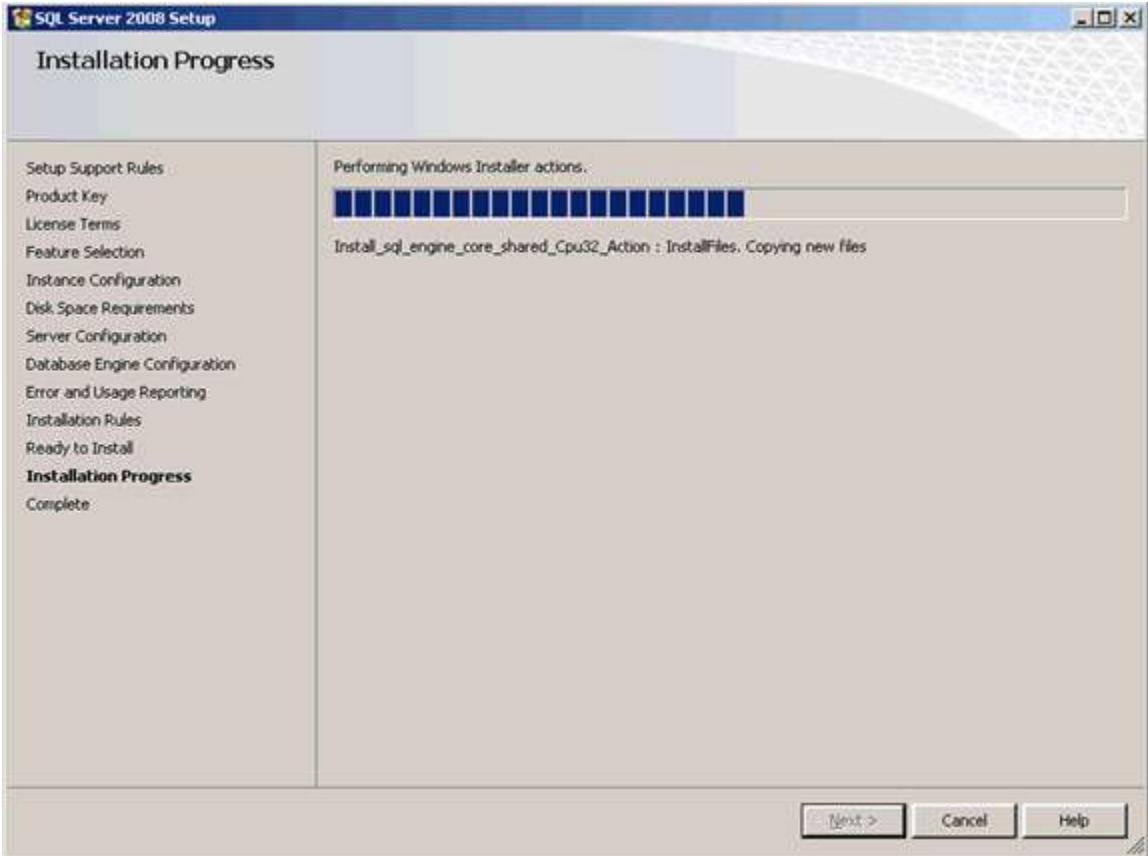 SQL Server 2008 Setup
Installation Progress
Setup Support Rules
Product Key
License Terms
Feature Selection
Instance Configuration
Disk Space Requirements
Server Configuration
Database Engine Configuration
Error and Usage Reporting
Installation Rules
Ready to Install
Installation Progress
Complete
Performing Windows Installer actions.
Install_sql_engine_core_shared_Cpu32_Action : InstallFiles. Copying new files
Next >
Cancel
Help